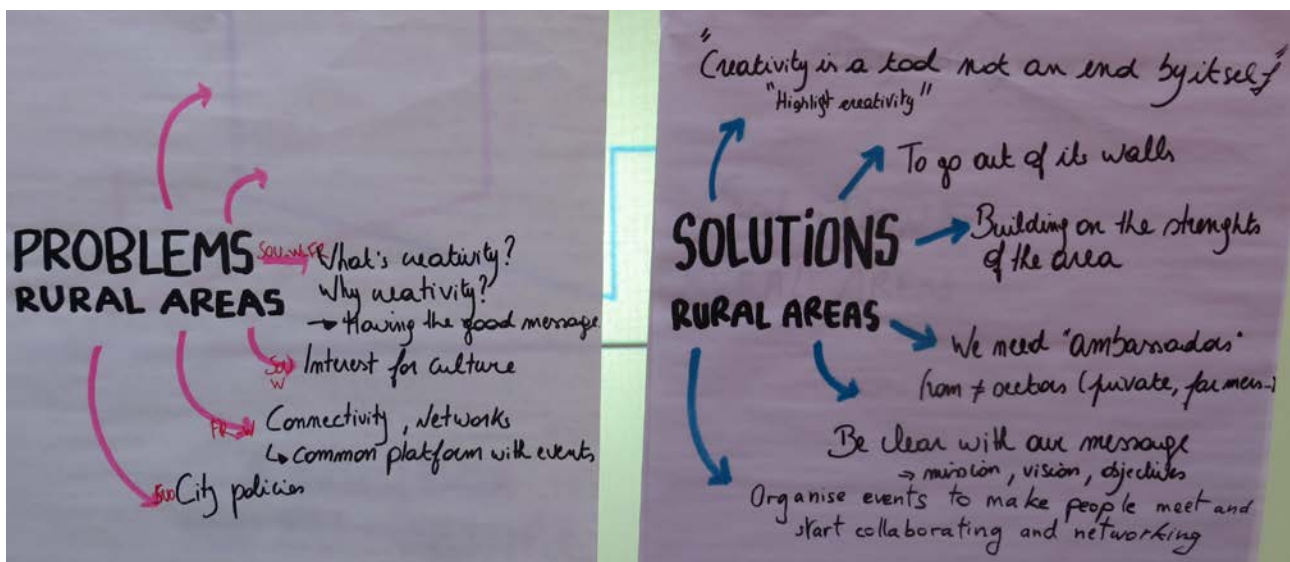 PROBLEMS
RURAL AREAS
What's creativity?
Why creativity?
→ Having the good message
SOU
W
Interest for culture
FR W
Connectivity, Networks
↳ Common platform with events
City policies
"Creativity is a tool not an end by itself"
"Highligt creativity"
To go out of its walls
SOLUTIONS
RURAL AREAS
Building on the strenghts
of the area
We need "ambassadors"
from ≠ sectors (private, farmers...)
Be clear with our message
→ mission, vision, objectives
Organise events to make people meet and
start collaborating and networking